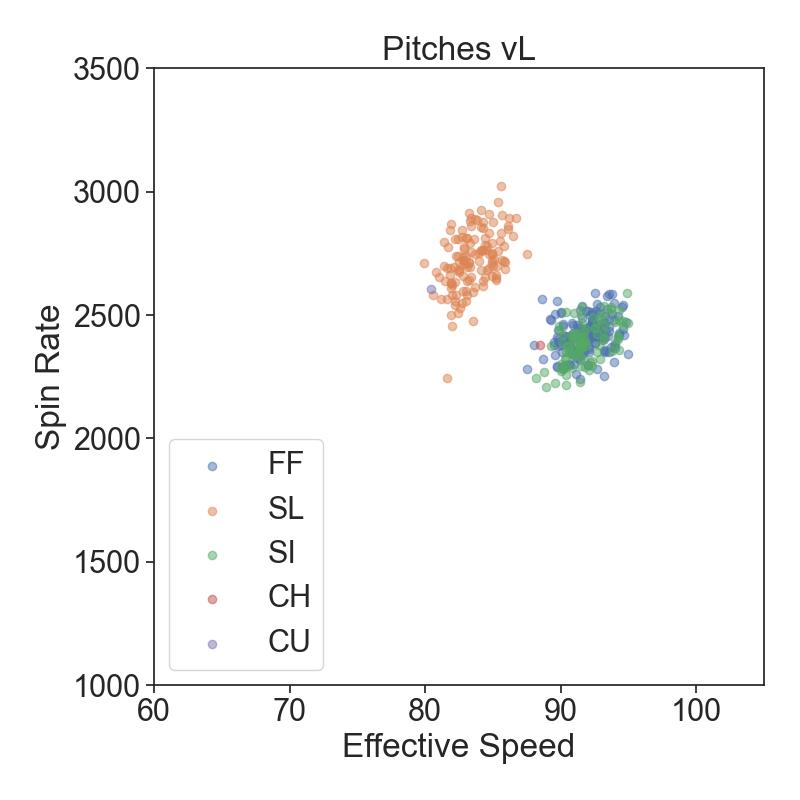 Pitches vL
3500
3000
2500
2000
1500
1000
Spin Rate
FF
SL
SI
CH
CU
60 70 80 90 100
Effective Speed